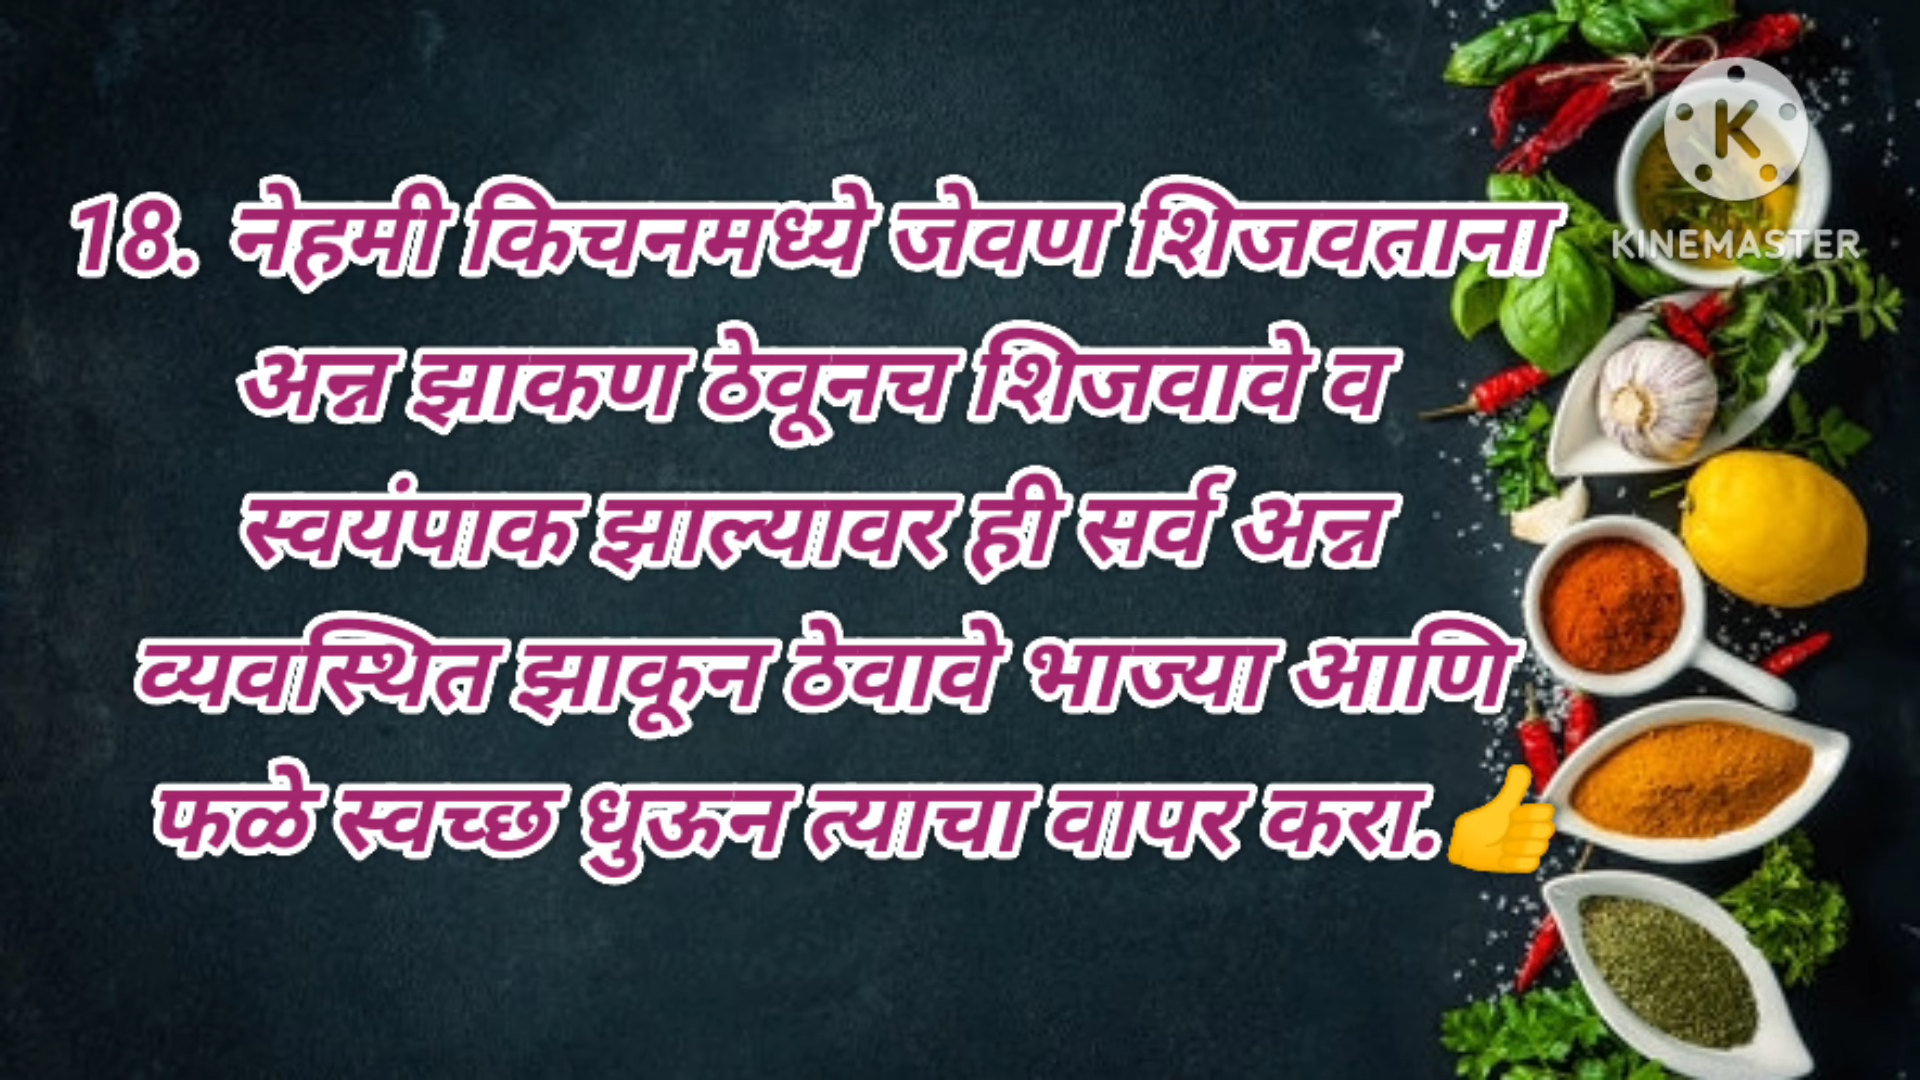 18. नेहमी किचनमध्ये जेवण शिजवताना
अन्न झाकण ठेवूनच शिजवावे व
स्वयंपाक झाल्यावर ही सर्व अन्न
व्यवस्थित झाकून ठेवावे भाज्या आणि
फळे स्वच्छ धुऊन त्याचा वापर करा.👍
K
KINEMASTER